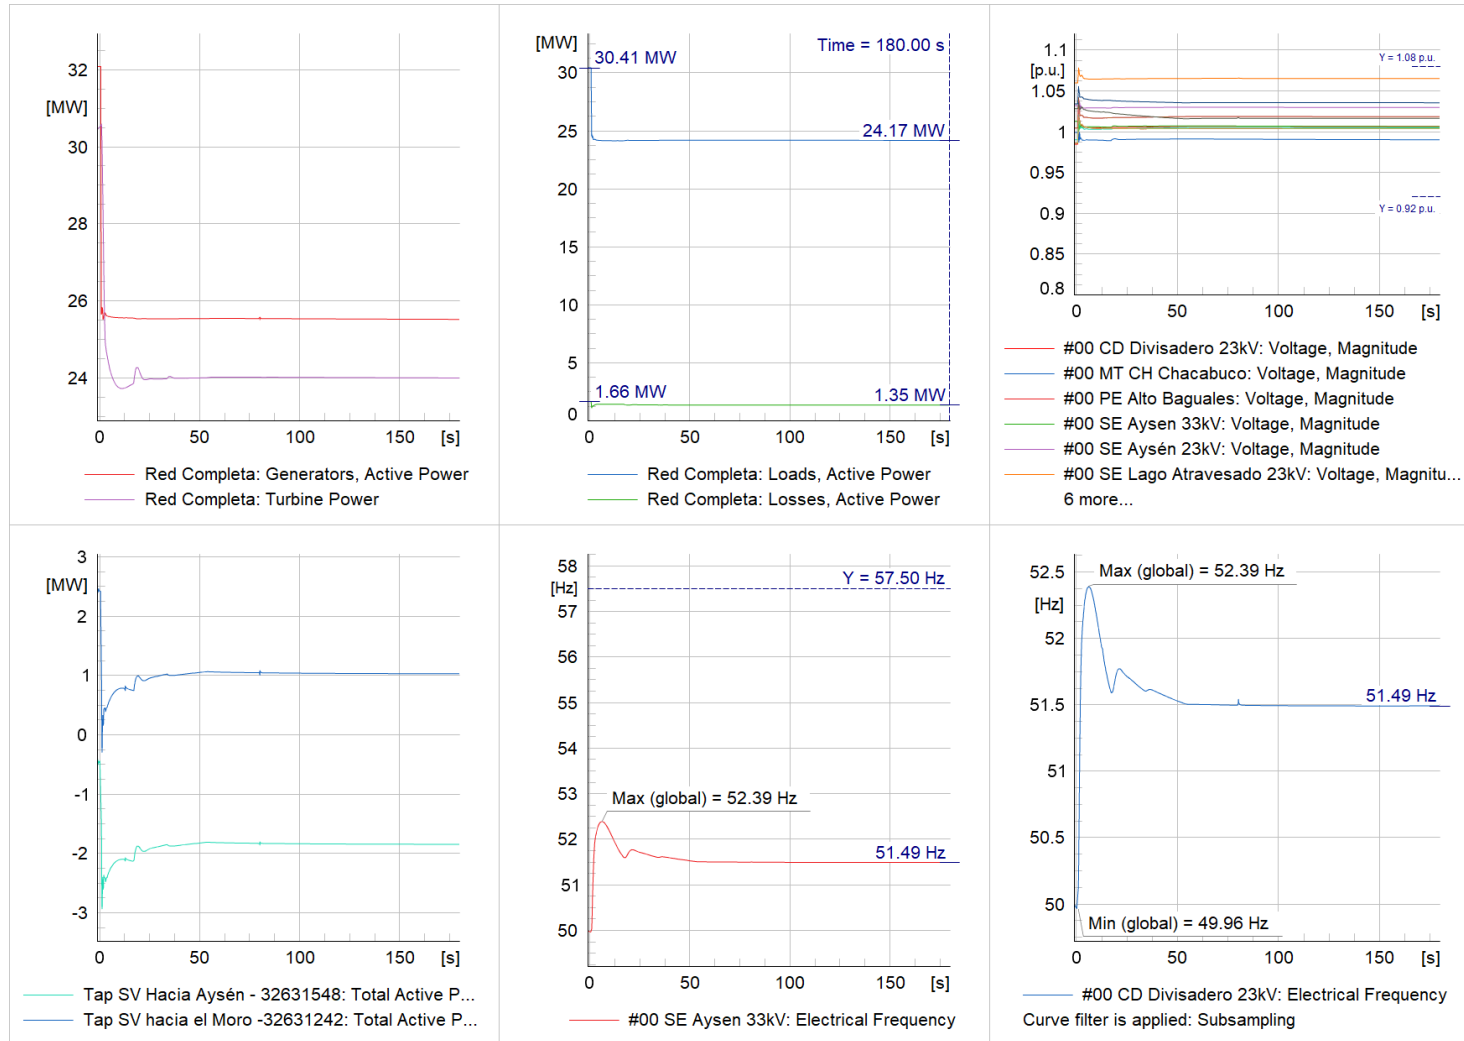 32
[MW]
30
28
26
24
0
50
100
150
[s]
Red Completa: Generators, Active Power
Red Completa: Turbine Power
[MW]
30.41 MW
Time = 180.00 s
30
25
24.17 MW
20
15
10
5
1.66 MW
1.35 MW
0
0
50
100
150
[s]
Red Completa: Loads, Active Power
Red Completa: Losses, Active Power
1.1
[p.u.]
Y = 1.08 p.u.
1.05
1
0.95
0.9
Y = 0.92 p.u.
0.85
0.8
0
50
100
150
[s]
#00 CD Divisadero 23kV: Voltage, Magnitude
#00 MT CH Chacabuco: Voltage, Magnitude
#00 PE Alto Baguales: Voltage, Magnitude
#00 SE Aysen 33kV: Voltage, Magnitude
#00 SE Aysén 23kV: Voltage, Magnitude
#00 SE Lago Atravesado 23kV: Voltage, Magnitu...
6 more...
3
[MW]
2
1
0
-1
-2
-3
0
50
100
150
[s]
Tap SV Hacia Aysén - 32631548: Total Active P...
Tap SV hacia el Moro -32631242: Total Active P...
58
[Hz]
Y = 57.50 Hz
57
56
55
54
53
Max (global) = 52.39 Hz
52
51.49 Hz
51
50
0
50
100
150
[s]
#00 SE Aysen 33kV: Electrical Frequency
52.5
Max (global) = 52.39 Hz
[Hz]
52
51.5
51.49 Hz
51
50.5
50
Min (global) = 49.96 Hz
0
50
100
150
[s]
#00 CD Divisadero 23kV: Electrical Frequency
Curve filter is applied: Subsampling